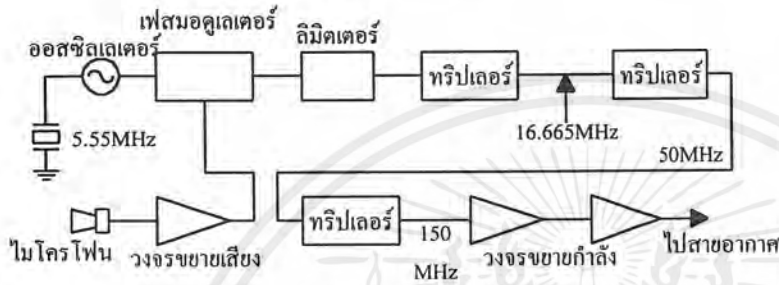 เฟสมอดูเลเตอร์
ออสซิลเลเตอร์
ลิมิตเตอร์
ทริปเลอร์
ทริปเลอร์
5.55MHz
16.665MHz
50MHz
ทริปเลอร์
150
MHz
ไมโครโฟน
วงจรขยายเสียง
วงจรขยายกำลัง
ไปสายอากาศ